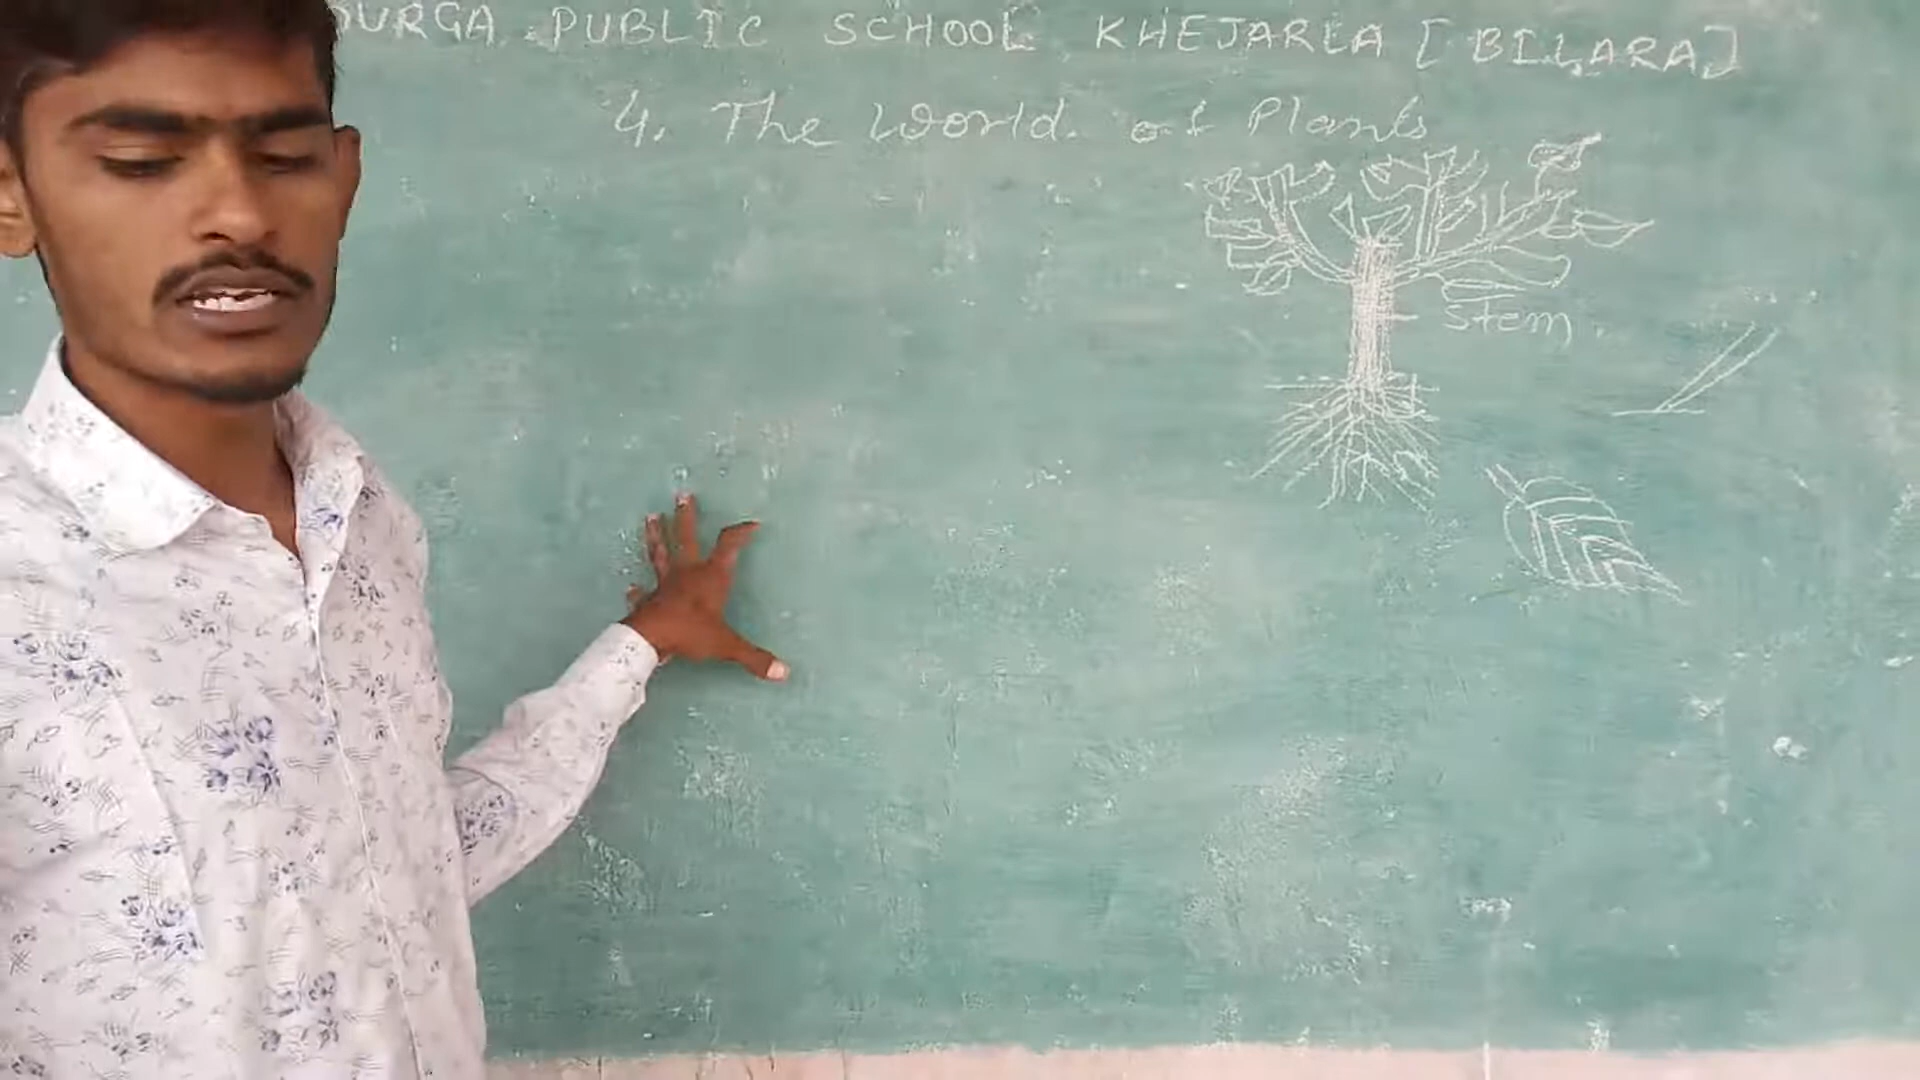 DURGA PUBLIC SCHOOL KHEJARLA [BILARA]
4. The World. of Plants
Stem